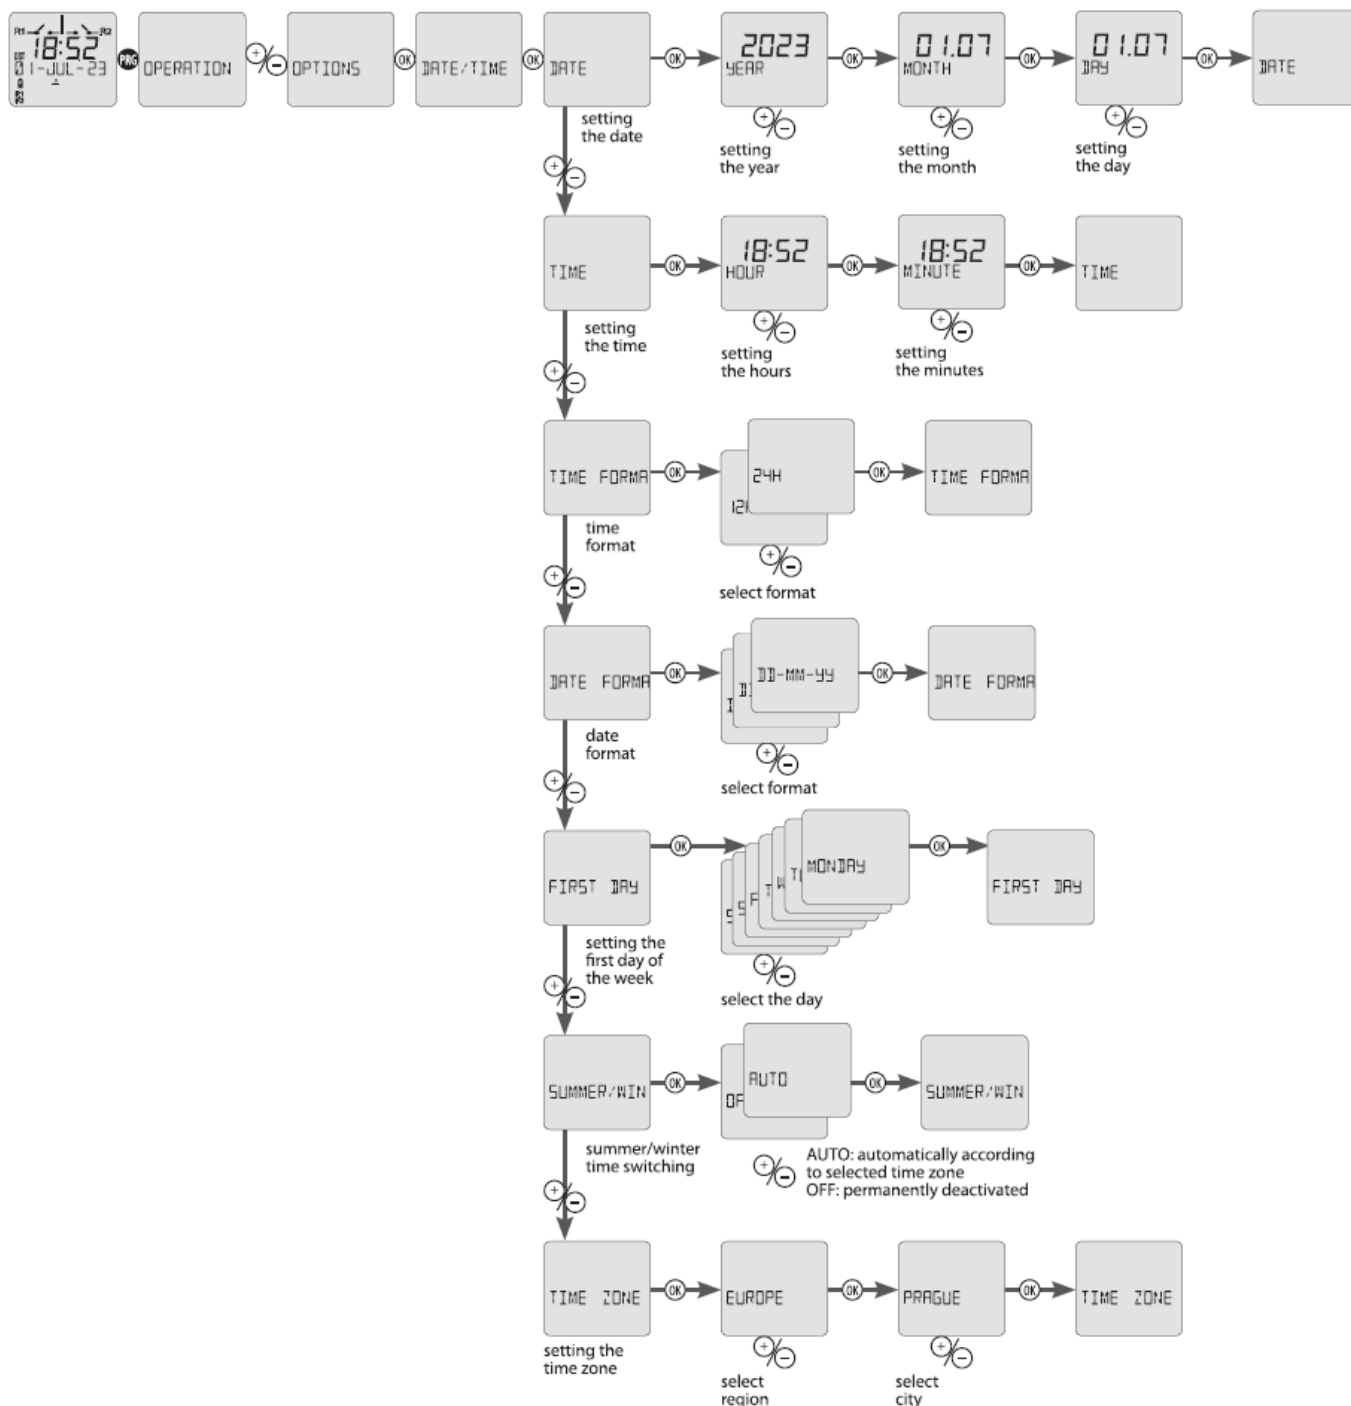 R1 R2
18:52
1-JUL-23
PRG
OPERATION
+/-
OPTIONS
OK
DATE/TIME
OK
DATE
OK
2023
YEAR
OK
01.07
MONTH
OK
01.07
DAY
OK
DATE
setting
the date
+/-
setting
the year
+/-
setting
the month
+/-
setting
the day
+/-
TIME
OK
18:52
HOUR
OK
18:52
MINUTE
OK
TIME
setting
the time
+/-
setting
the hours
+/-
setting
the minutes
+/-
TIME FORMA
OK
24H
12H
OK
TIME FORMA
time
format
+/-
select format
+/-
DATE FORMA
OK
DD-MM-YY
D
OK
DATE FORMA
date
format
+/-
select format
+/-
FIRST DAY
OK
MONDAY
TU
W
T
F
S
S
OK
FIRST DAY
setting the
first day of
the week
+/-
select the day
+/-
SUMMER/WIN
OK
AUTO
OF
OK
SUMMER/WIN
summer/winter
time switching
+/-
AUTO: automatically according
to selected time zone
OFF: permanently deactivated
+/-
TIME ZONE
OK
EUROPE
OK
PRAGUE
OK
TIME ZONE
setting the
time zone
+/-
select
region
+/-
select
city